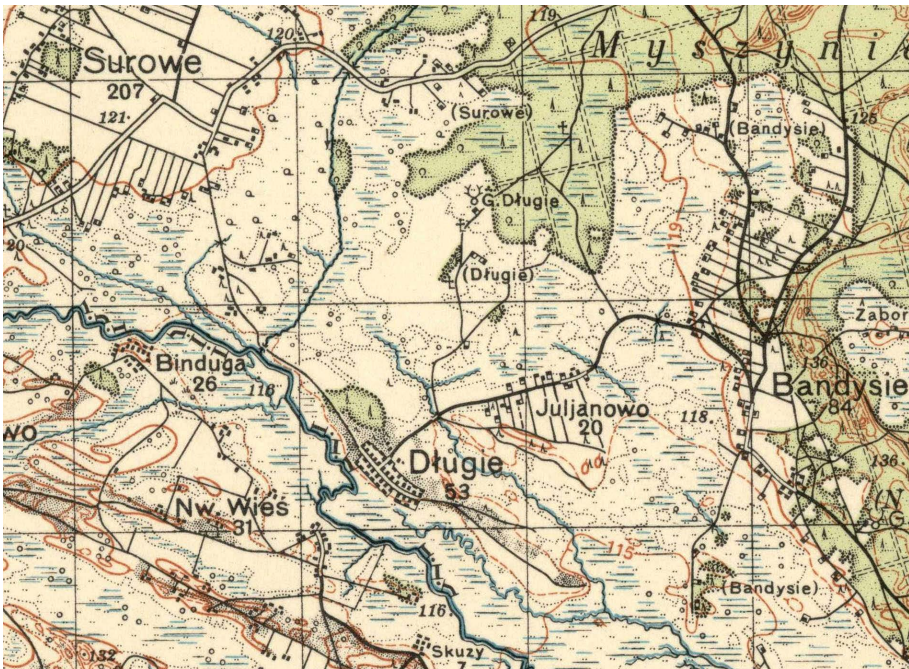 119
120
M y s z y n i
Surowe
207
121
(Surowe)
125
(Bandysie)
G. Długie
119
20
(Długie)
Zabor
Binduga
26
116
136
Bandysie
84
Juljanowo
20
118
wo
Długie
53
136
Nw. Wieś
31
(N
G
115
(Bandysie)
116
Skuzy
7
132